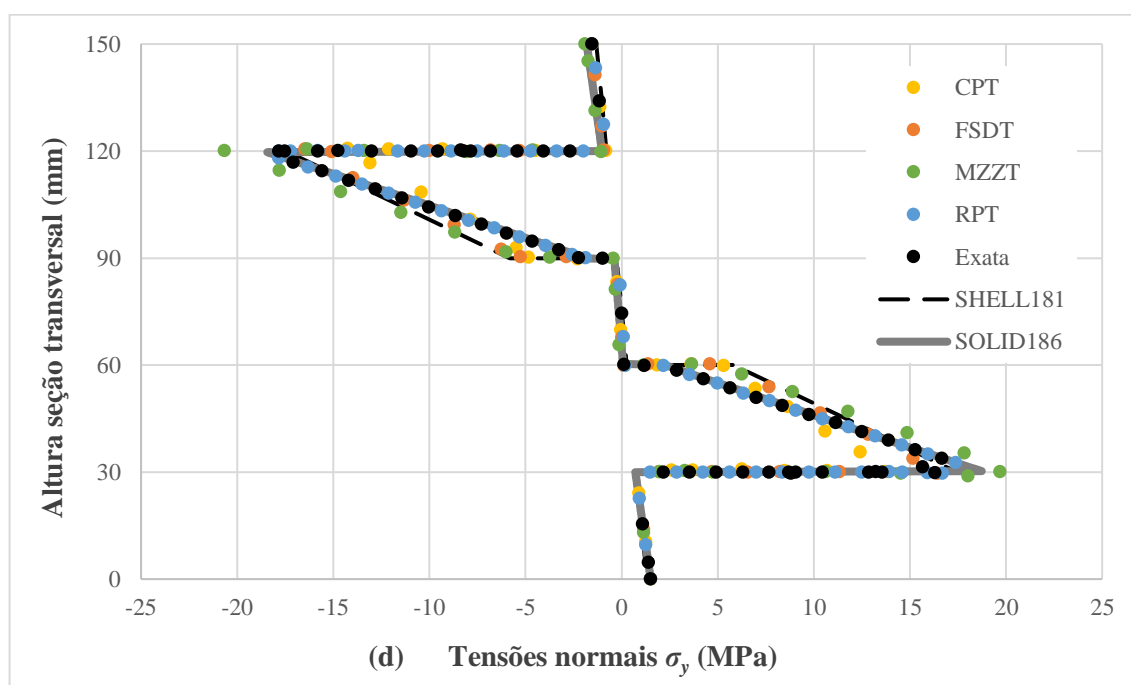 150
120
90
60
30
0
Altura seção transversal (mm)
-25 -20 -15 -10 -5 0 5 10 15 20 25
(d) Tensões normais σy (MPa)
CPT
FSDT
MZZT
RPT
Exata
SHELL181
SOLID186